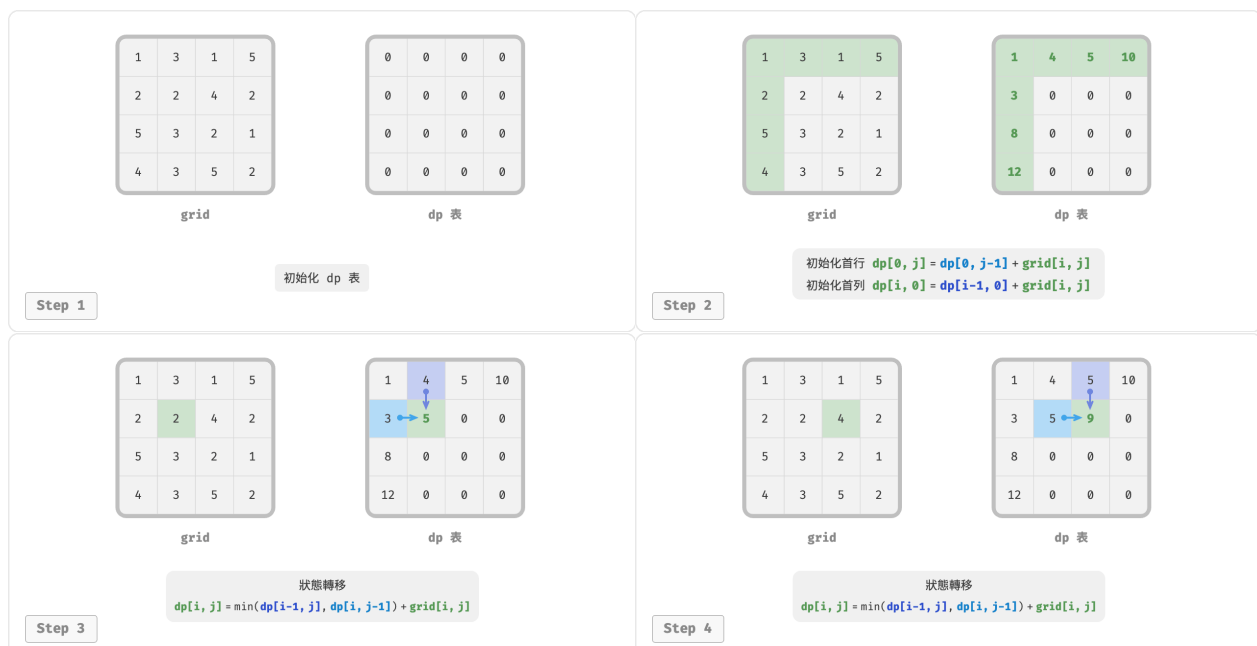 1 3 1 5
2 2 4 2
5 3 2 1
4 3 5 2
grid
0 0 0 0
0 0 0 0
0 0 0 0
0 0 0 0
dp 表
初始化 dp 表
Step 1
1 3 1 5
2 2 4 2
5 3 2 1
4 3 5 2
grid
1 4 5 10
3 0 0 0
8 0 0 0
12 0 0 0
dp 表
初始化首行 dp[0, j] = dp[0, j-1] + grid[i, j]
初始化首列 dp[i, 0] = dp[i-1, 0] + grid[i, j]
Step 2
1 3 1 5
2 2 4 2
5 3 2 1
4 3 5 2
grid
1 4 5 10
3 5 0 0
8 0 0 0
12 0 0 0
dp 表
狀態轉移
dp[i, j] = min(dp[i-1, j], dp[i, j-1]) + grid[i, j]
Step 3
1 3 1 5
2 2 4 2
5 3 2 1
4 3 5 2
grid
1 4 5 10
3 5 9 0
8 0 0 0
12 0 0 0
dp 表
狀態轉移
dp[i, j] = min(dp[i-1, j], dp[i, j-1]) + grid[i, j]
Step 4